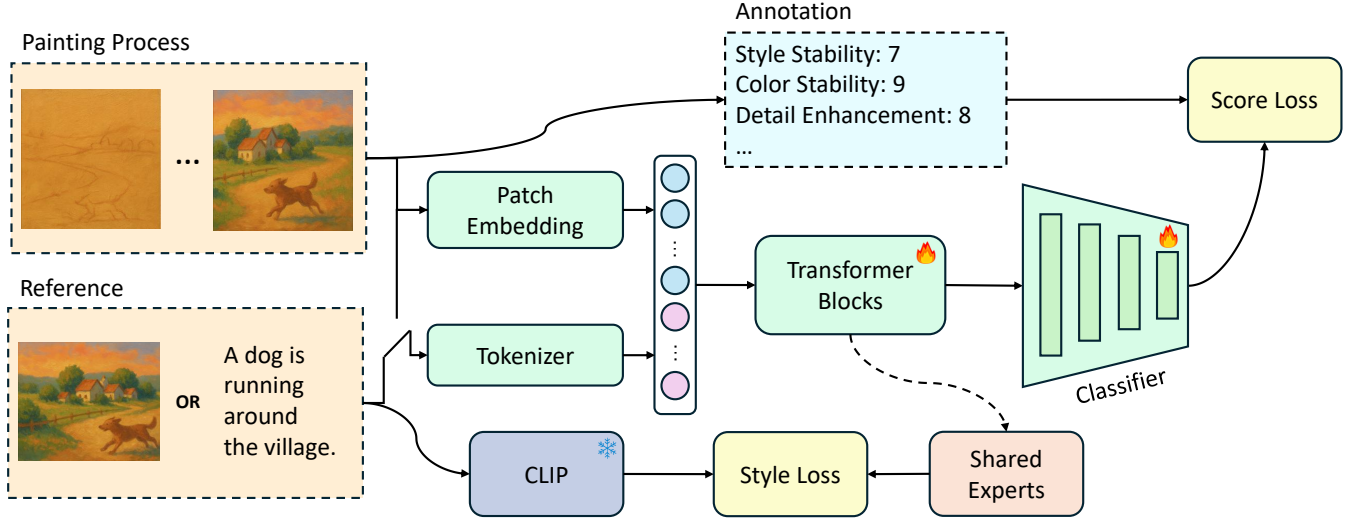 Painting Process
...
Annotation
Style Stability: 7
Color Stability: 9
Detail Enhancement: 8
...
Score Loss
Patch
Embedding
Transformer
Blocks
Classifier
Reference
OR
A dog is
running
around
the village.
Tokenizer
CLIP
Style Loss
Shared
Experts